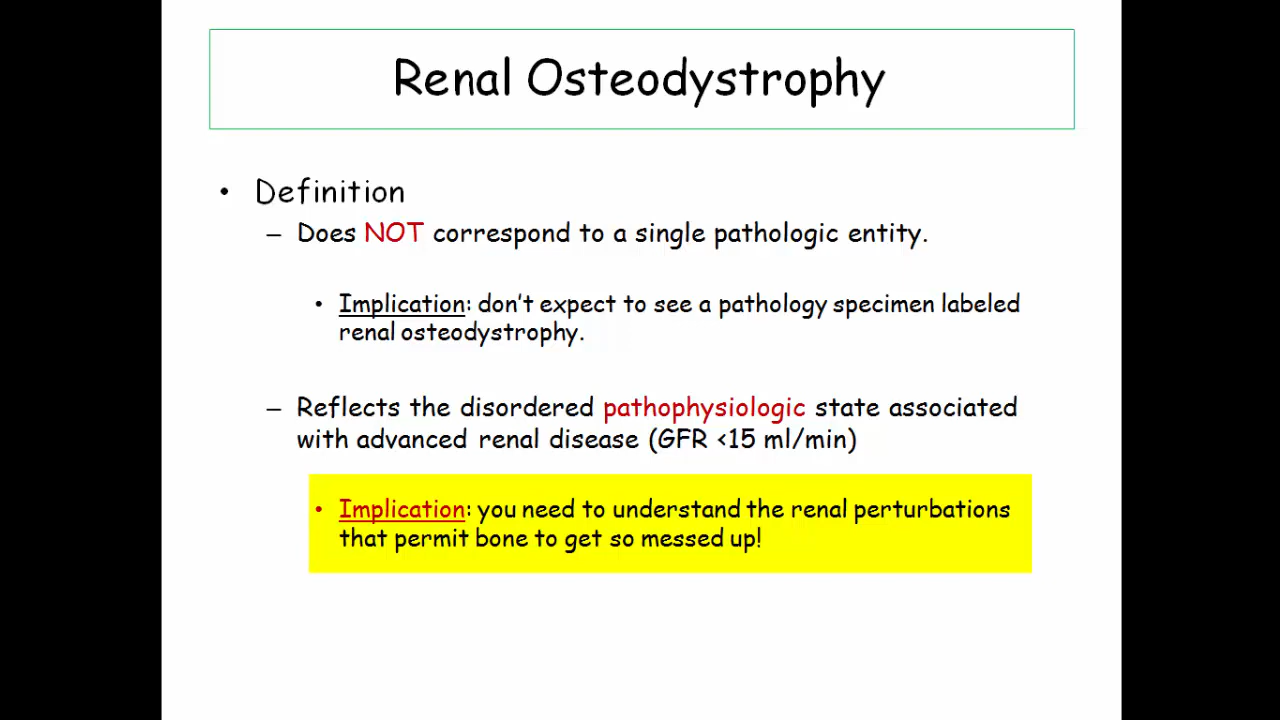 Renal Osteodystrophy
• Definition
– Does NOT correspond to a single pathologic entity.
• Implication: don't expect to see a pathology specimen labeled
renal osteodystrophy.
– Reflects the disordered pathophysiologic state associated
with advanced renal disease (GFR <15 ml/min)
• Implication: you need to understand the renal perturbations
that permit bone to get so messed up!